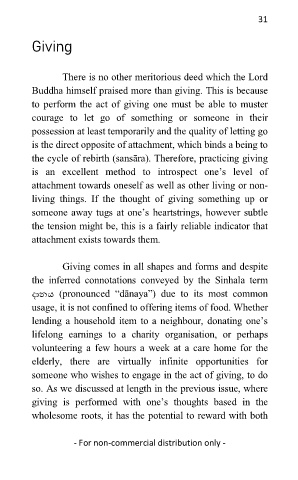 31
Giving
There is no other meritorious deed which the Lord
Buddha himself praised more than giving. This is because
to perform the act of giving one must be able to muster
courage to let go of something or someone in their
possession at least temporarily and the quality of letting go
is the direct opposite of attachment, which binds a being to
the cycle of rebirth (sansāra). Therefore, practicing giving
is an excellent method to introspect one’s level of
attachment towards oneself as well as other living or non-
living things. If the thought of giving something up or
someone away tugs at one’s heartstrings, however subtle
the tension might be, this is a fairly reliable indicator that
attachment exists towards them.
Giving comes in all shapes and forms and despite
the inferred connotations conveyed by the Sinhala term
දානය (pronounced “dānaya”) due to its most common
usage, it is not confined to offering items of food. Whether
lending a household item to a neighbour, donating one’s
lifelong earnings to a charity organisation, or perhaps
volunteering a few hours a week at a care home for the
elderly, there are virtually infinite opportunities for
someone who wishes to engage in the act of giving, to do
so. As we discussed at length in the previous issue, where
giving is performed with one’s thoughts based in the
wholesome roots, it has the potential to reward with both
- For non-commercial distribution only -